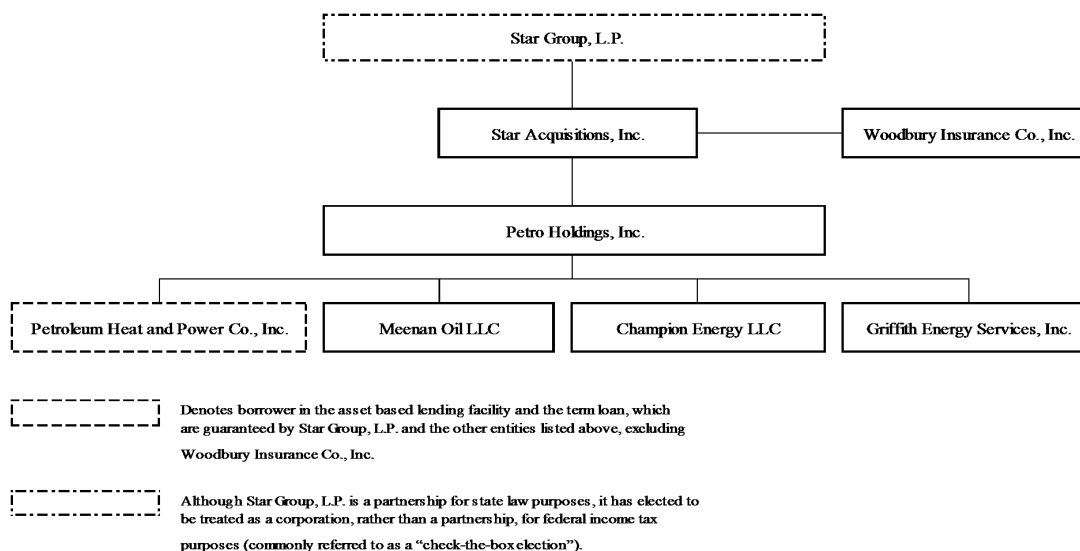 Star Group, L.P.
Star Acquisitions, Inc.
Woodbury Insurance Co., Inc.
Petro Holdings, Inc.
Petroleum Heat and Power Co., Inc.
Meenan Oil LLC
Champion Energy LLC
Griffith Energy Services, Inc.
Denotes borrower in the asset based lending facility and the term loan, which
are guaranteed by Star Group, L.P. and the other entities listed above, excluding
Woodbury Insurance Co., Inc.
Although Star Group, L.P. is a partnership for state law purposes, it has elected to
be treated as a corporation, rather than a partnership, for federal income tax
purposes (commonly referred to as a “check-the-box election”).